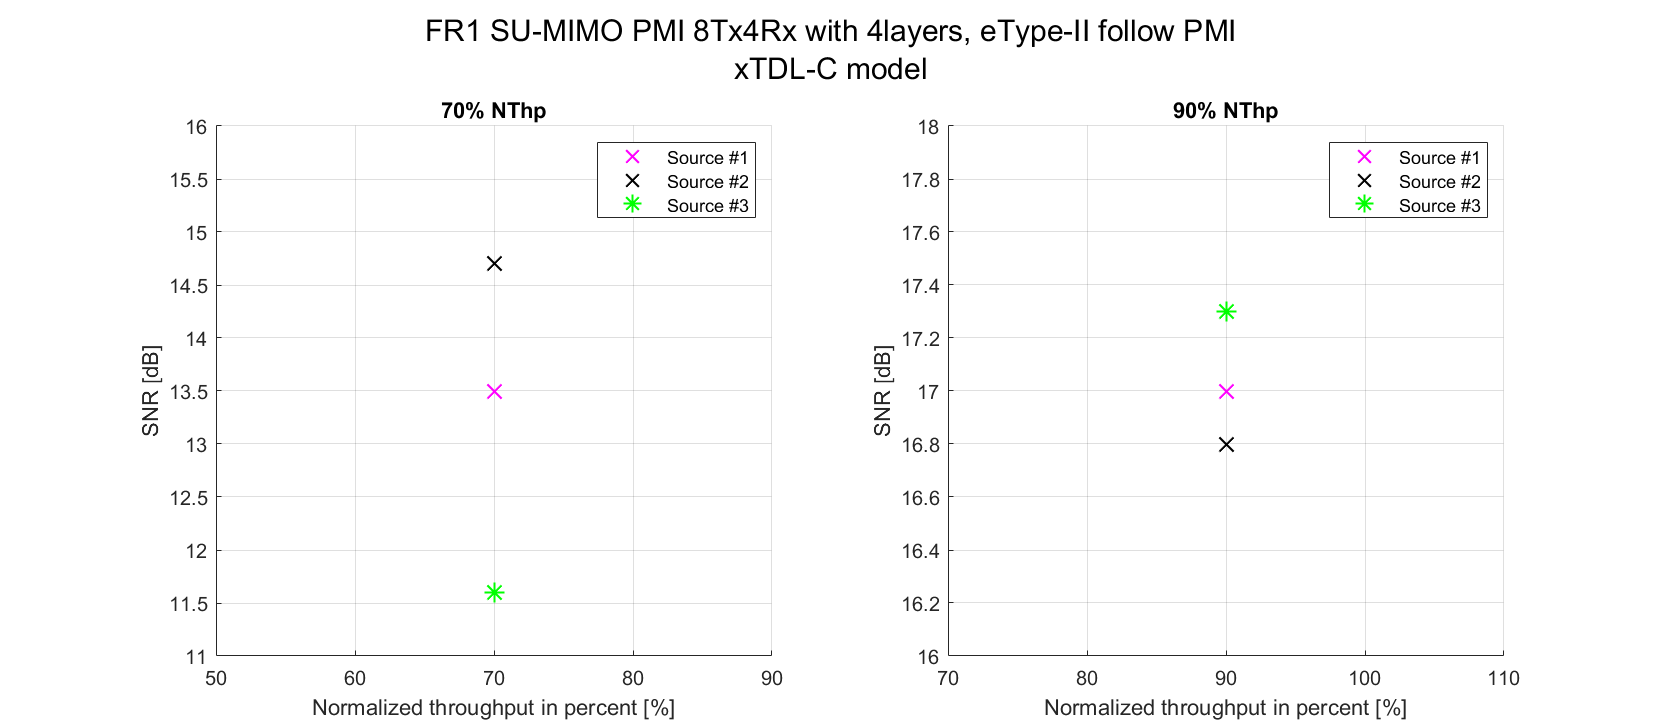 FR1 SU-MIMO PMI 8Tx4Rx with 4layers, eType-II follow PMI
xTDL-C model
70% NThp
16
15.5
15
14.5
14
13.5
13
12.5
12
11.5
11
SNR [dB]
Source #1
Source #2
Source #3
50 60 70 80 90
Normalized throughput in percent [%]
90% NThp
18
17.8
17.6
17.4
17.2
17
16.8
16.6
16.4
16.2
16
SNR [dB]
Source #1
Source #2
Source #3
70 80 90 100 110
Normalized throughput in percent [%]